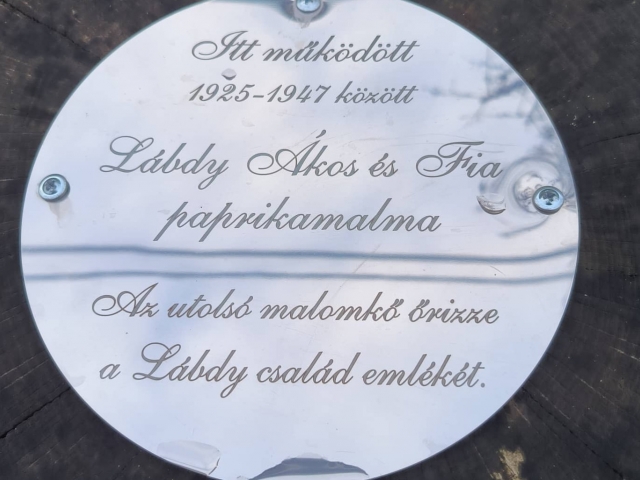 Itt működött
1925-1947 között
Lábdy Ákos és Fia
paprikamalma
Az utolsó malomkő őrizze
a Lábdy család emlékét.